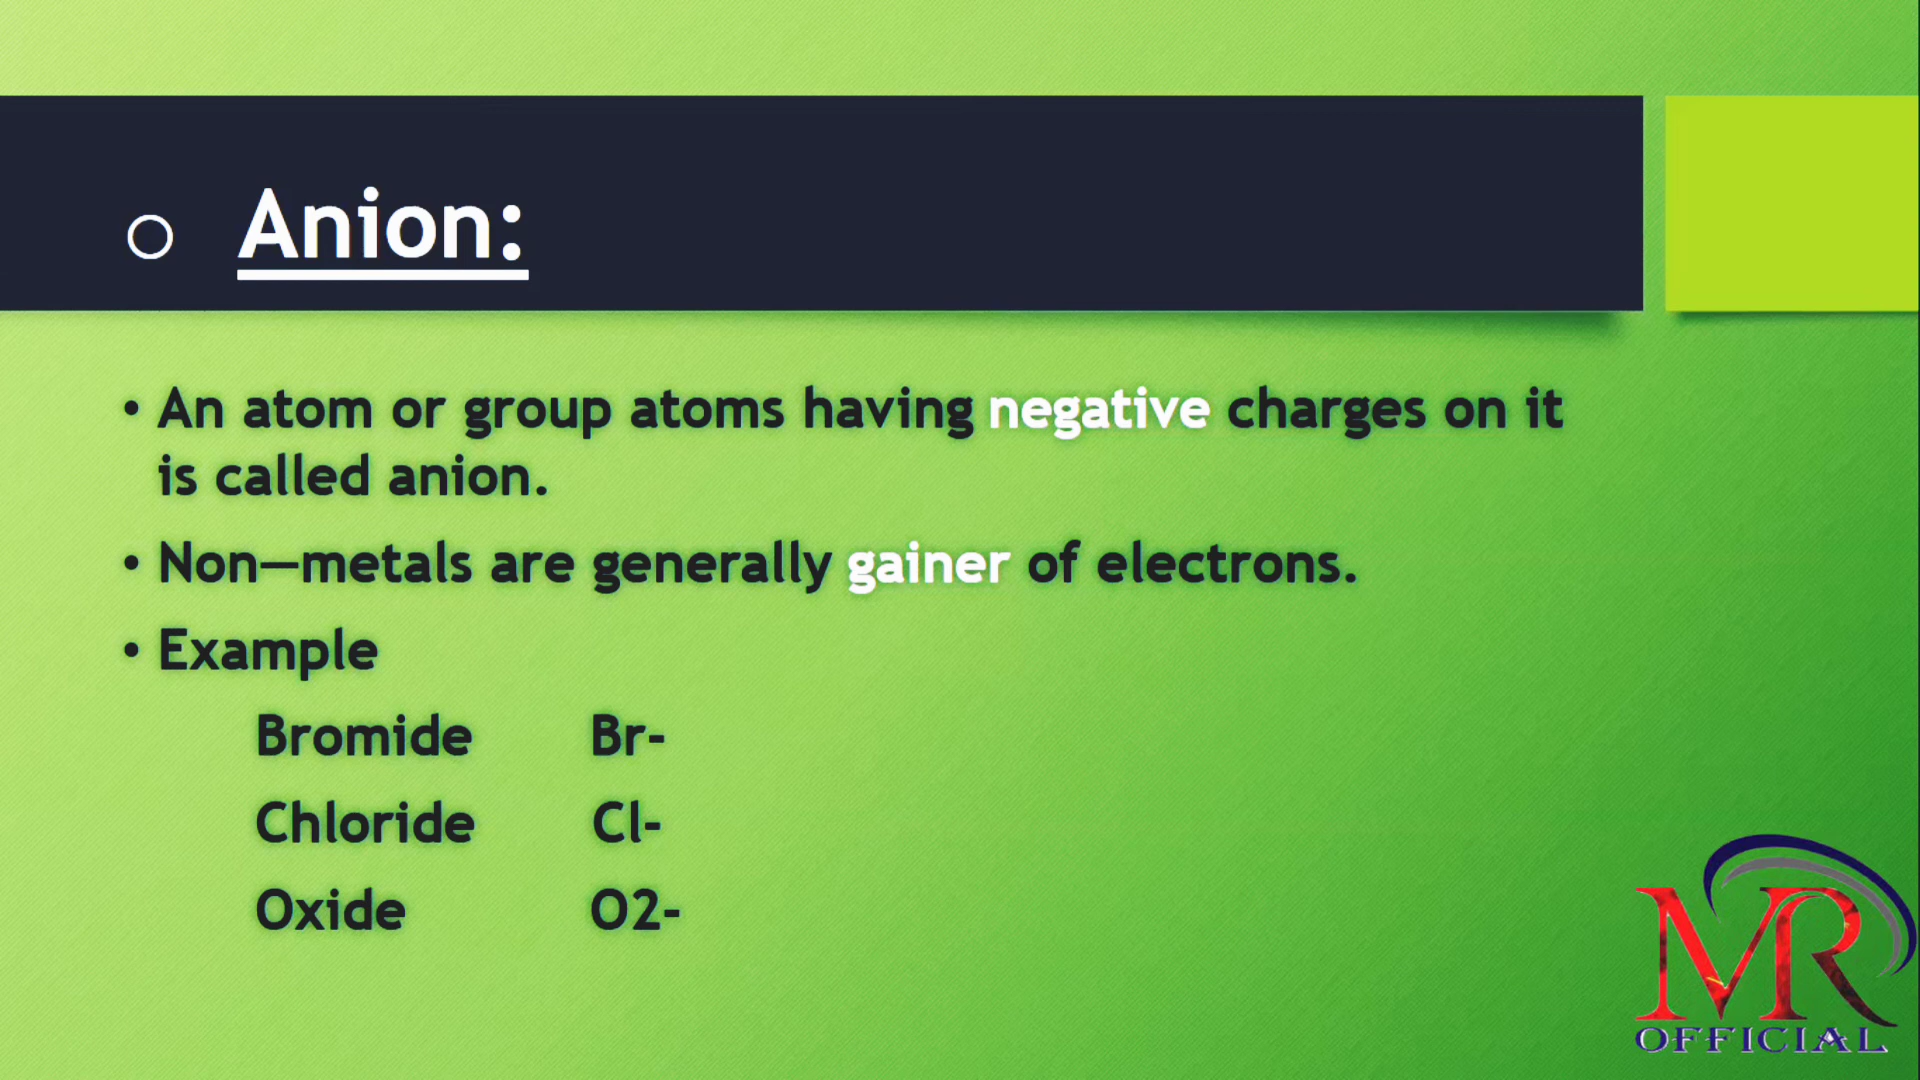 o Anion:
• An atom or group atoms having negative charges on it
is called anion.
• Non—metals are generally gainer of electrons.
• Example
Bromide Br-
Chloride Cl-
Oxide O2-
MR
OFFICIAL